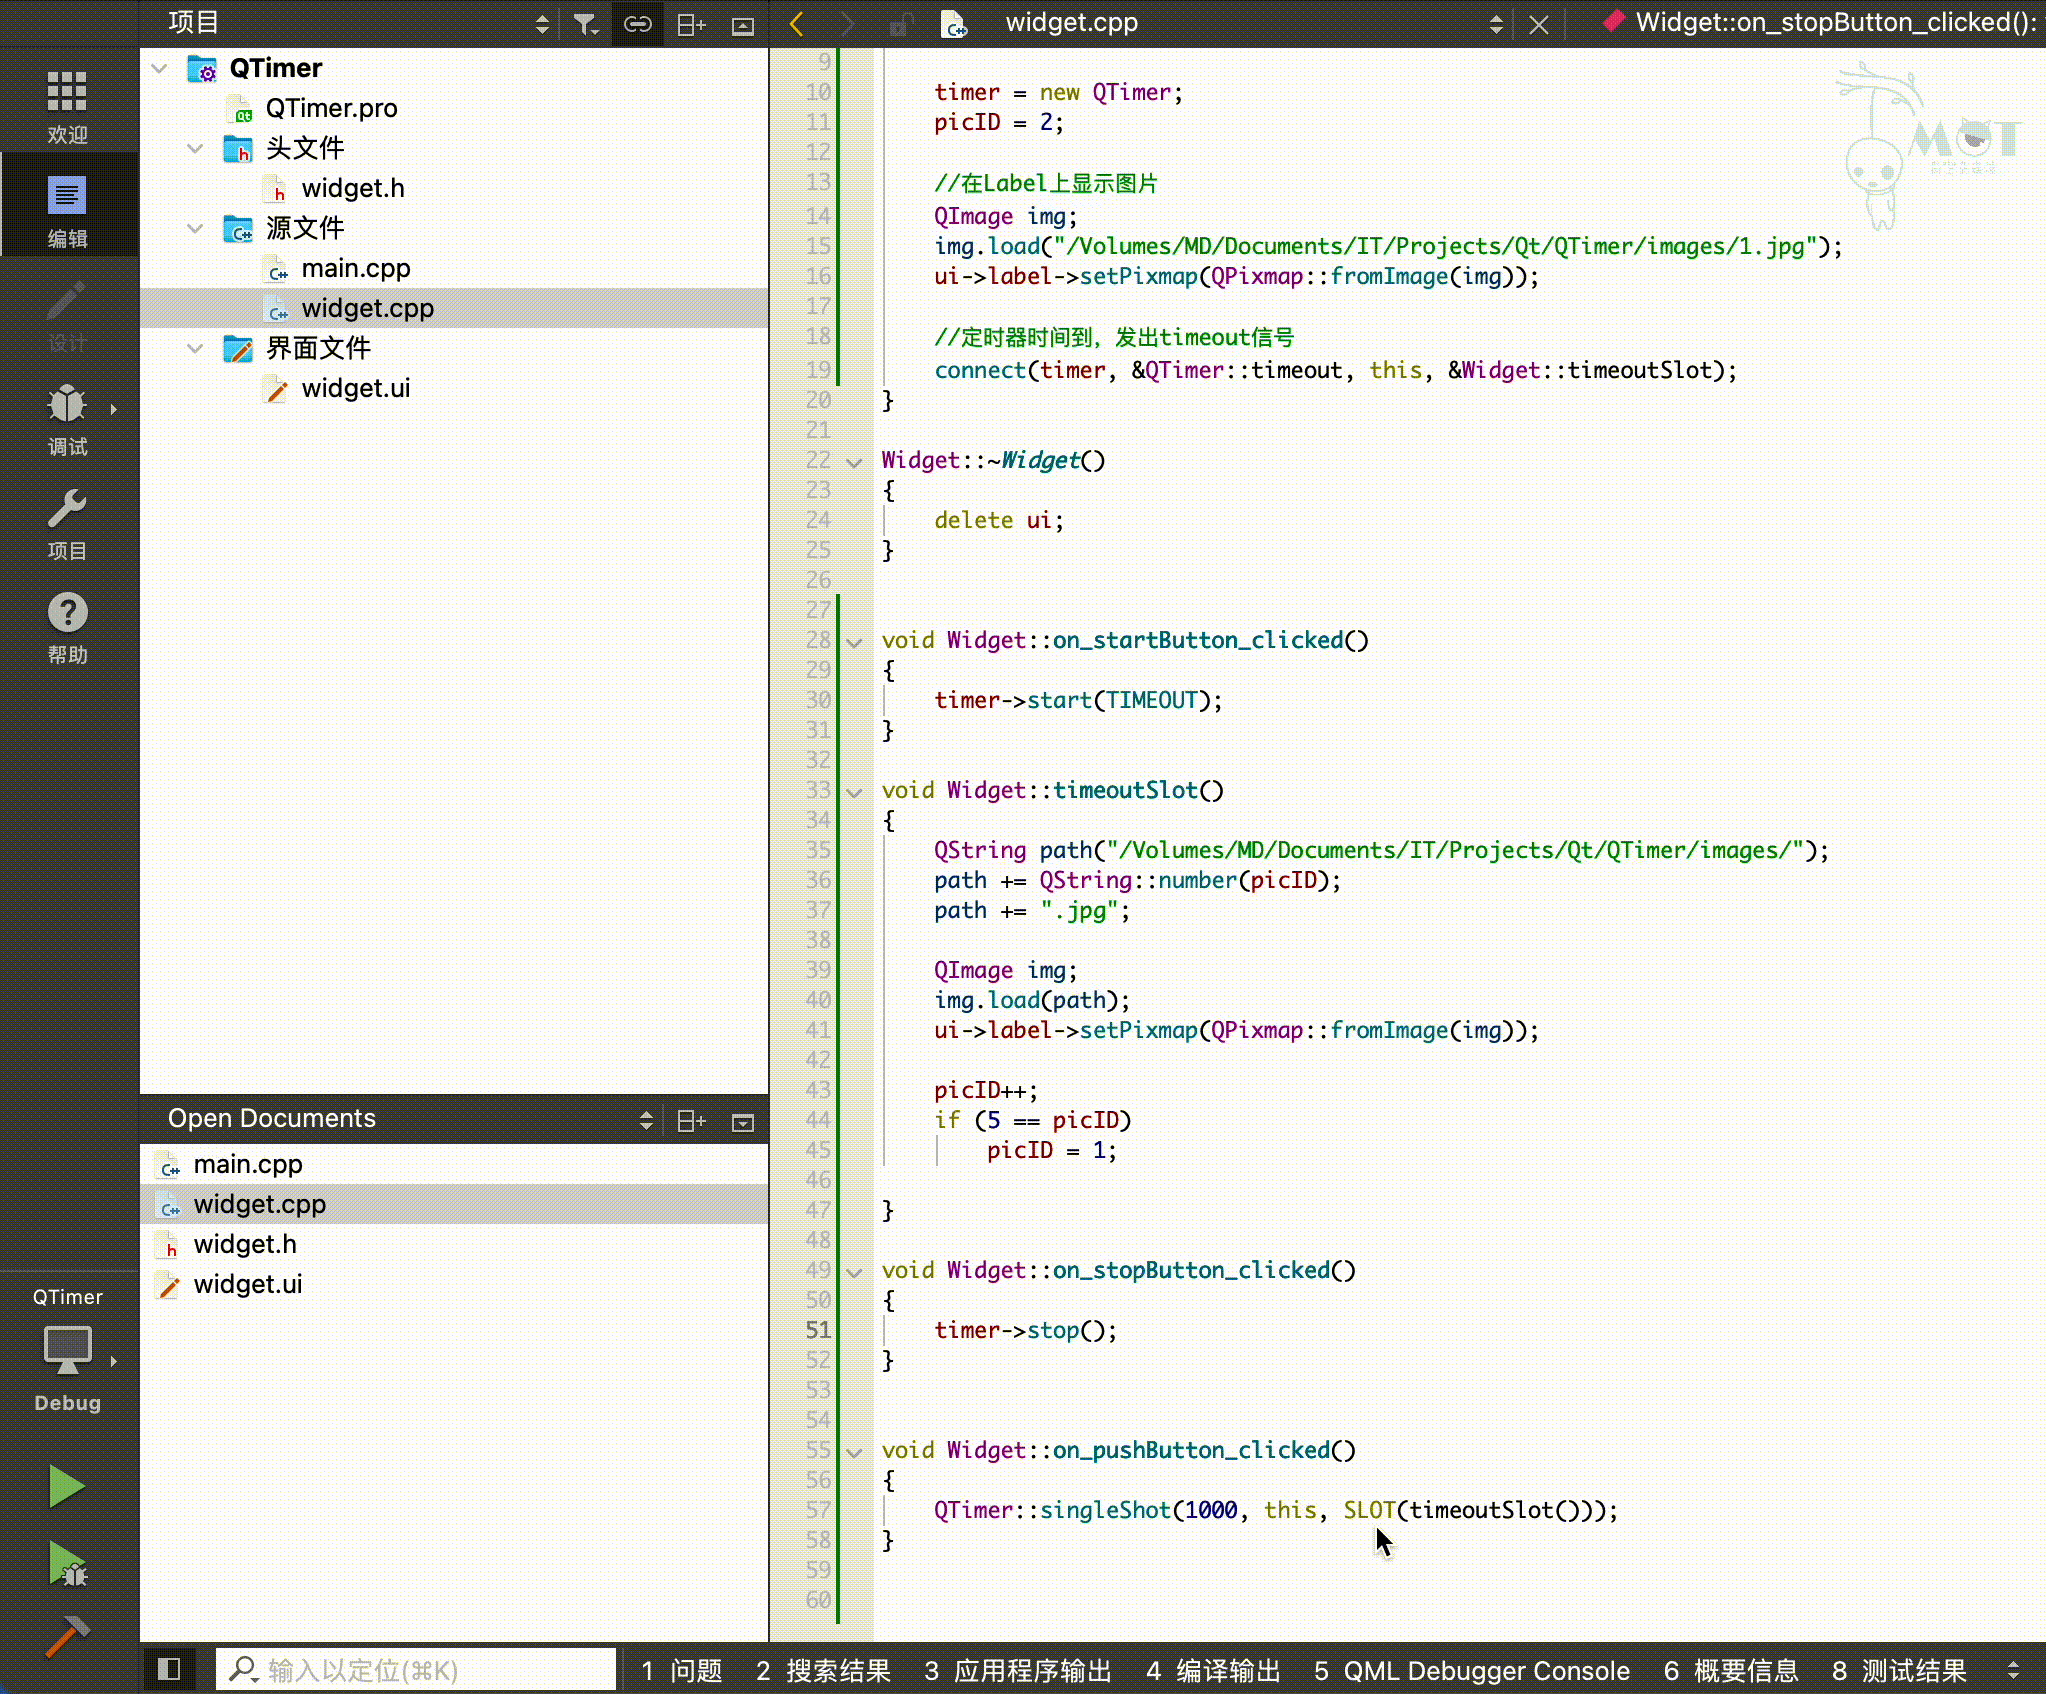 项目
widget.cpp
Widget::on_stopButton_clicked():
欢迎
编辑
设计
调试
项目
帮助
QTimer
QTimer.pro
头文件
widget.h
源文件
main.cpp
widget.cpp
界面文件
widget.ui
Open Documents
main.cpp
widget.cpp
widget.h
widget.ui
QTimer
Debug
MOT
9
10 timer = new QTimer;
11 picID = 2;
12
13 //在Label上显示图片
14 QImage img;
15 img.load("/Volumes/MD/Documents/IT/Projects/Qt/QTimer/images/1.jpg");
16 ui->label->setPixmap(QPixmap::fromImage(img));
17
18 //定时器时间到，发出timeout信号
19 connect(timer, &QTimer::timeout, this, &Widget::timeoutSlot);
20 }
21
22 Widget::~Widget()
23 {
24 delete ui;
25 }
26
27
28 void Widget::on_startButton_clicked()
29 {
30 timer->start(TIMEOUT);
31 }
32
33 void Widget::timeoutSlot()
34 {
35 QString path("/Volumes/MD/Documents/IT/Projects/Qt/QTimer/images/");
36 path += QString::number(picID);
37 path += ".jpg";
38
39 QImage img;
40 img.load(path);
41 ui->label->setPixmap(QPixmap::fromImage(img));
42
43 picID++;
44 if (5 == picID)
45 picID = 1;
46
47 }
48
49 void Widget::on_stopButton_clicked()
50 {
51 timer->stop();
52 }
53
54
55 void Widget::on_pushButton_clicked()
56 {
57 QTimer::singleShot(1000, this, SLOT(timeoutSlot()));
58 }
59
60
输入以定位(⌘K)
1 问题 2 搜索结果 3 应用程序输出 4 编译输出 5 QML Debugger Console 6 概要信息 8 测试结果